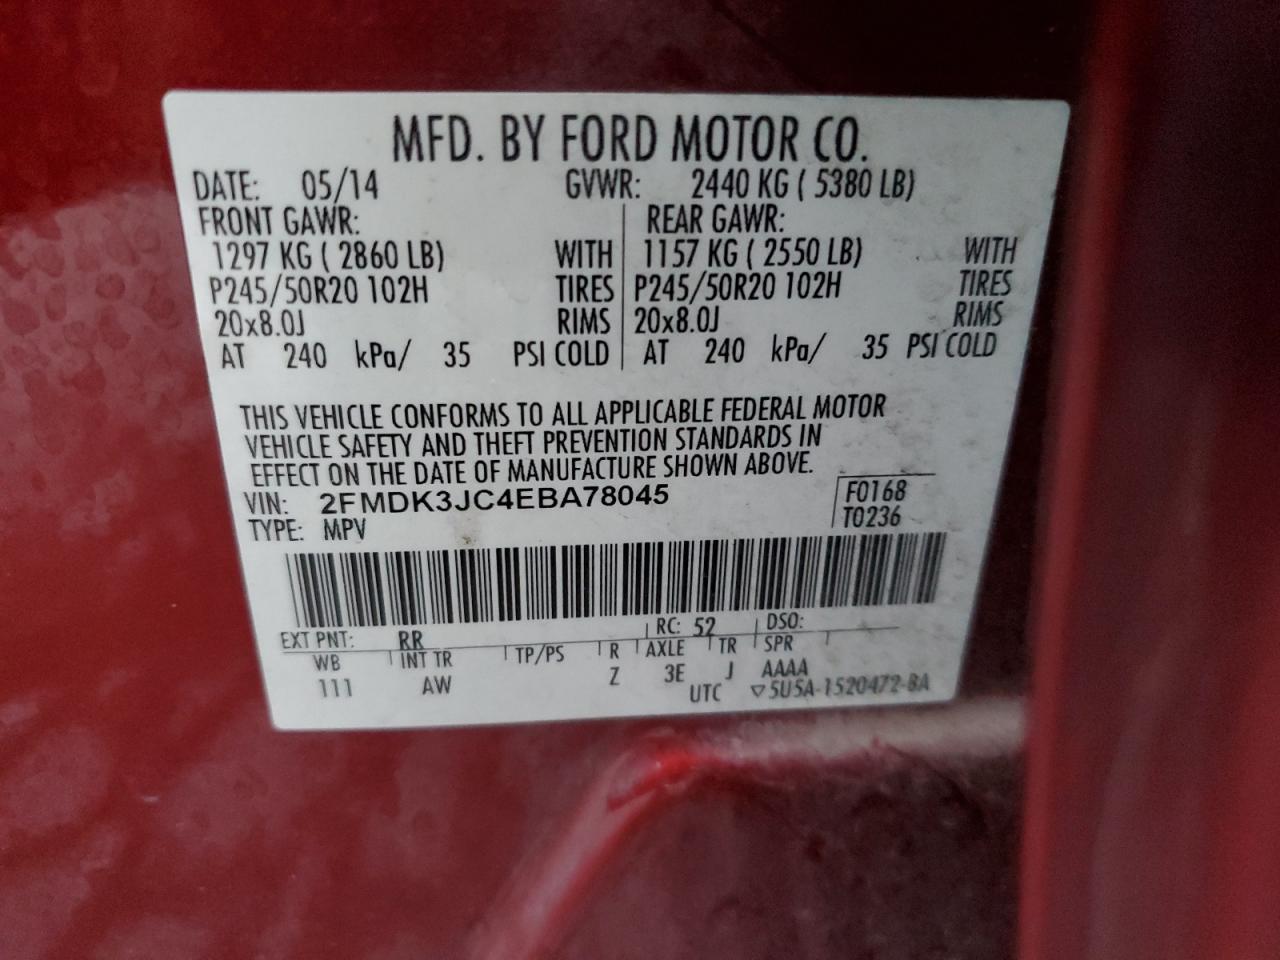 MFD. BY FORD MOTOR CO.
DATE: 05/14 GVWR: 2440 KG ( 5380 LB)
FRONT GAWR: REAR GAWR:
1297 KG ( 2860 LB) WITH 1157 KG ( 2550 LB) WITH
P245/50R20 102H TIRES P245/50R20 102H TIRES
20x8.0J RIMS 20x8.0J RIMS
AT 240 kPa/ 35 PSI COLD AT 240 kPa/ 35 PSI COLD
THIS VEHICLE CONFORMS TO ALL APPLICABLE FEDERAL MOTOR
VEHICLE SAFETY AND THEFT PREVENTION STANDARDS IN
EFFECT ON THE DATE OF MANUFACTURE SHOWN ABOVE.
VIN: 2FMDK3JC4EBA78045 F0168
TYPE: MPV T0236
EXT PNT: RR RC: 52 DSO:
WB INT TR TP/PS R AXLE TR SPR
111 AW Z 3E J AAAA
UTC ▽5U5A-1520472-BA